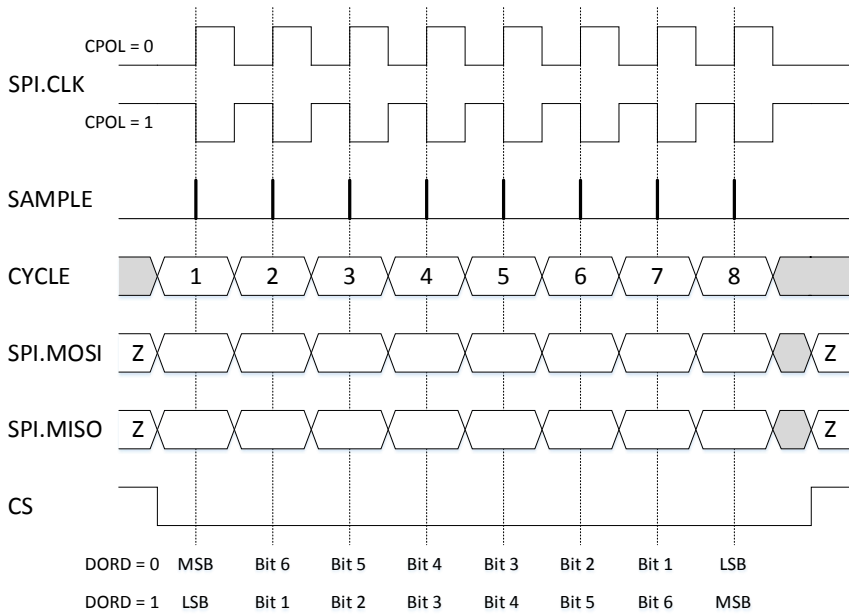 CPOL = 0
SPI.CLK
CPOL = 1
SAMPLE
CYCLE 1 2 3 4 5 6 7 8
SPI.MOSI Z Z
SPI.MISO Z Z
CS
DORD = 0 MSB Bit 6 Bit 5 Bit 4 Bit 3 Bit 2 Bit 1 LSB
DORD = 1 LSB Bit 1 Bit 2 Bit 3 Bit 4 Bit 5 Bit 6 MSB